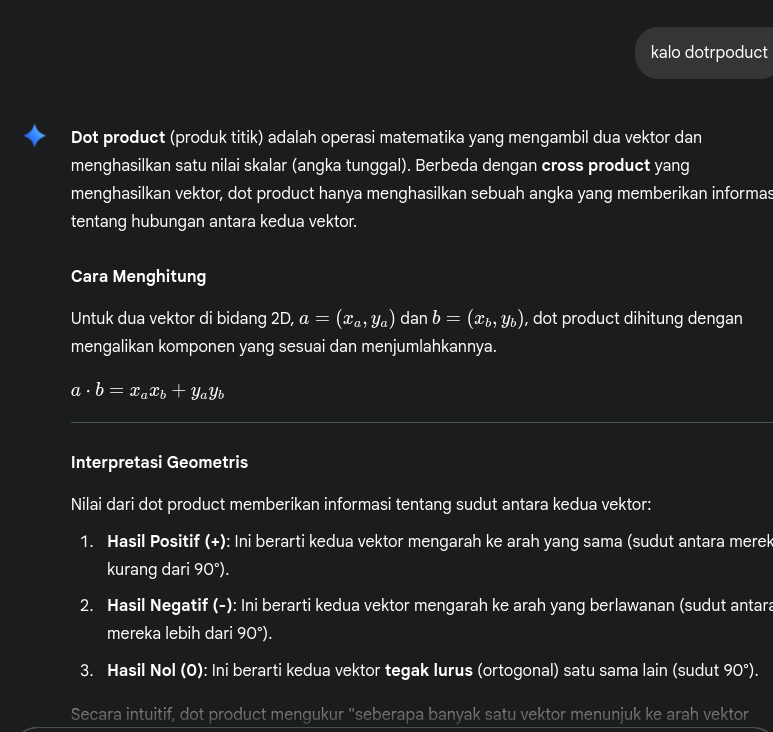 kalo dotrpoduct
Dot product (produk titik) adalah operasi matematika yang mengambil dua vektor dan
menghasilkan satu nilai skalar (angka tunggal). Berbeda dengan cross product yang
menghasilkan vektor, dot product hanya menghasilkan sebuah angka yang memberikan informas
tentang hubungan antara kedua vektor.
Cara Menghitung
Untuk dua vektor di bidang 2D, a = (xₐ, yₐ) dan b = (x_b, y_b), dot product dihitung dengan
mengalikan komponen yang sesuai dan menjumlahkannya.
a · b = xₐx_b + yₐy_b
Interpretasi Geometris
Nilai dari dot product memberikan informasi tentang sudut antara kedua vektor:
1. Hasil Positif (+): Ini berarti kedua vektor mengarah ke arah yang sama (sudut antara merek
kurang dari 90°).
2. Hasil Negatif (-): Ini berarti kedua vektor mengarah ke arah yang berlawanan (sudut antara
mereka lebih dari 90°).
3. Hasil Nol (0): Ini berarti kedua vektor tegak lurus (ortogonal) satu sama lain (sudut 90°).
Secara intuitif, dot product mengukur "seberapa banyak satu vektor menunjuk ke arah vektor